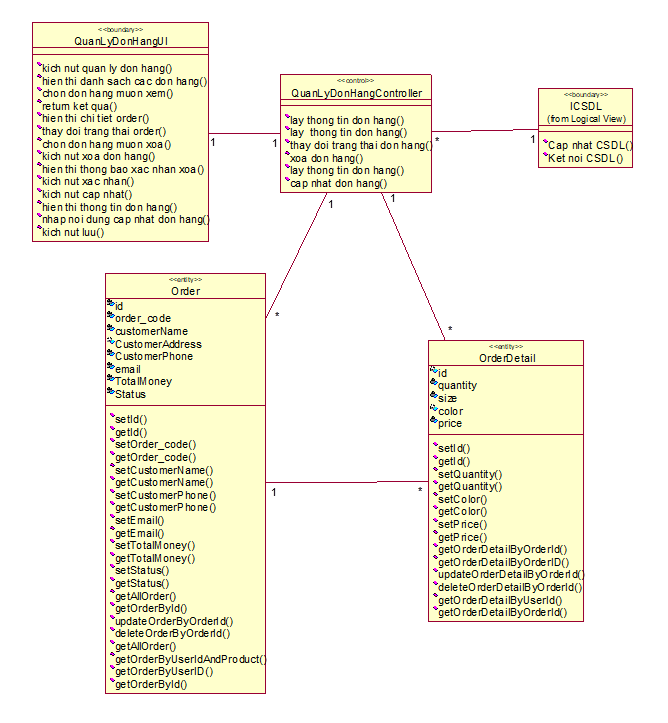 <<boundary>>
QuanLyDonHangUI
kich nut quan ly don hang()
hien thi danh sach cac don hang()
chon don hang muon xem()
return ket qua()
hien thi chi tiet order()
thay doi trang thai order()
chon don hang muon xoa()
kich nut xoa don hang()
hien thi thong bao xac nhan xoa()
kich nut xac nhan()
kich nut cap nhat()
hien thi thong tin don hang()
nhap noi dung cap nhat don hang()
kich nut luu()
1
1
<<control>>
QuanLyDonHangController
lay thong tin don hang()
lay thong tin don hang()
thay doi trang thai don hang()
xoa don hang()
lay thong tin don hang()
cap nhat don hang()
*
1
<<boundary>>
ICSDL
(from Logical View)
Cap nhat CSDL()
Ket noi CSDL()
1
1
*
*
<<entity>>
Order
id
order_code
customerName
CustomerAddress
CustomerPhone
email
TotalMoney
Status
setId()
getId()
setOrder_code()
getOrder_code()
setCustomerName()
getCustomerName()
setCustomerPhone()
getCustomerPhone()
setEmail()
getEmail()
setTotalMoney()
getTotalMoney()
setStatus()
getStatus()
getAllOrder()
getOrderById()
updateOrderByOrderId()
deleteOrderByOrderId()
getAllOrder()
getOrderByUserIdAndProduct()
getOrderByUserID()
getOrderById()
1
*
<<entity>>
OrderDetail
id
quantity
size
color
price
setId()
getId()
setQuantity()
getQuantity()
setColor()
getColor()
setPrice()
getPrice()
getOrderDetailByOrderId()
getOrderDetailByOrderID()
updateOrderDetailByOrderId()
deleteOrderDetailByOrderId()
getOrderDetailByUserId()
getOrderDetailByOrderId()